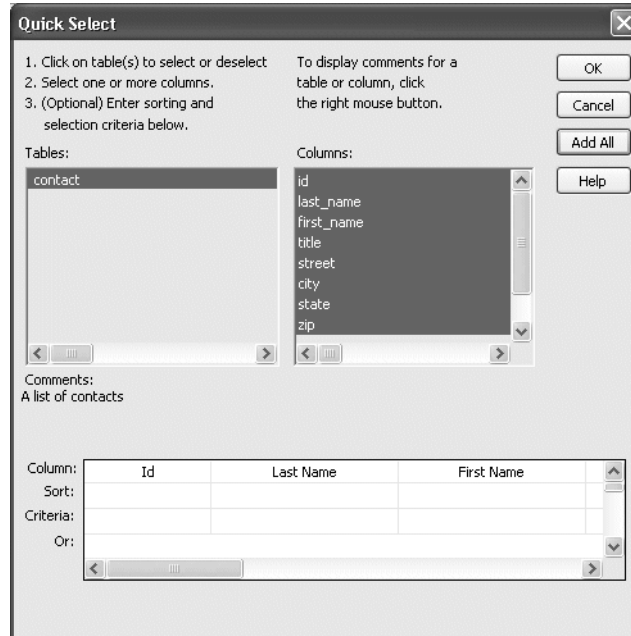 Quick Select
1. Click on table(s) to select or deselect
2. Select one or more columns.
3. (Optional) Enter sorting and
selection criteria below.
To display comments for a
table or column, click
the right mouse button.
OK
Cancel
Add All
Help
Tables:
contact
Columns:
id
last_name
first_name
title
street
city
state
zip
Comments:
A list of contacts
Column: Id Last Name First Name
Sort:
Criteria:
Or: